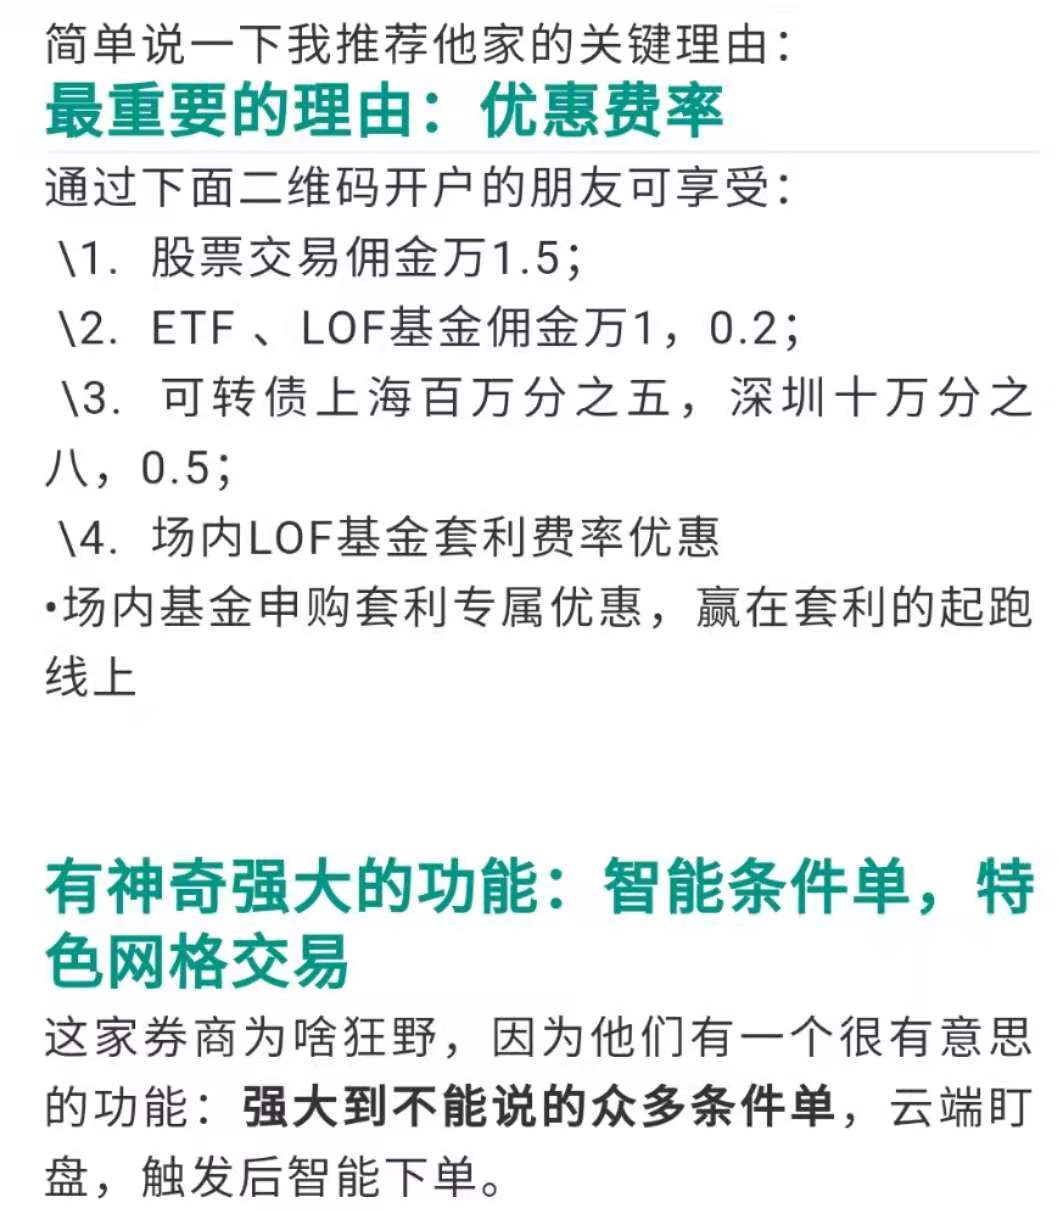 简单说一下我推荐他家的关键理由：
最重要的理由：优惠费率
通过下面二维码开户的朋友可享受：
\1. 股票交易佣金万1.5；
\2. ETF 、LOF基金佣金万1，0.2；
\3. 可转债上海百万分之五，深圳十万分之
八，0.5；
\4. 场内LOF基金套利费率优惠
•场内基金申购套利专属优惠，赢在套利的起跑
线上
有神奇强大的功能：智能条件单，特
色网格交易
这家券商为啥狂野，因为他们有一个很有意思
的功能：强大到不能说的众多条件单，云端盯
盘，触发后智能下单。